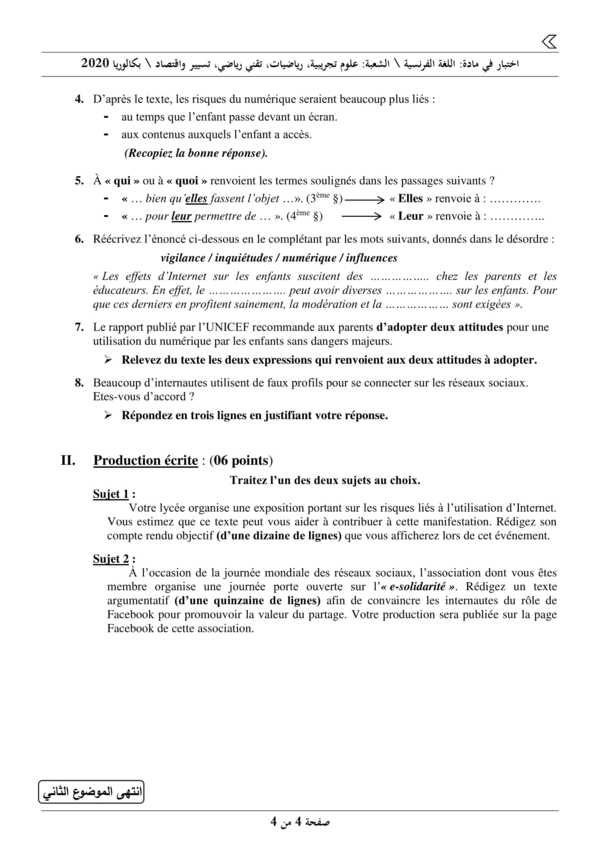 اختبار في مادة: اللغة الفرنسية \ الشعبة: علوم تجريبية، رياضيات، تقني رياضي، تسيير واقتصاد \ بكالوريا 2020
4. D’après le texte, les risques du numérique seraient beaucoup plus liés :
- au temps que l’enfant passe devant un écran.
- aux contenus auxquels l’enfant a accès.
(Recopiez la bonne réponse).
5. À « qui » ou à « quoi » renvoient les termes soulignés dans les passages suivants ?
- « … bien qu’elles fassent l’objet …». (3ème §) → « Elles » renvoie à : ………….
- « … pour leur permettre de … ». (4ème §) → « Leur » renvoie à : …………..
6. Réécrivez l’énoncé ci-dessous en le complétant par les mots suivants, donnés dans le désordre :
vigilance / inquiétudes / numérique / influences
« Les effets d’Internet sur les enfants suscitent des …………….. chez les parents et les
éducateurs. En effet, le …………………. peut avoir diverses ………………. sur les enfants. Pour
que ces derniers en profitent sainement, la modération et la ……………… sont exigées ».
7. Le rapport publié par l’UNICEF recommande aux parents d’adopter deux attitudes pour une
utilisation du numérique par les enfants sans dangers majeurs.
➢ Relevez du texte les deux expressions qui renvoient aux deux attitudes à adopter.
8. Beaucoup d’internautes utilisent de faux profils pour se connecter sur les réseaux sociaux.
Etes-vous d’accord ?
➢ Répondez en trois lignes en justifiant votre réponse.
II. Production écrite : (06 points)
Traitez l’un des deux sujets au choix.
Sujet 1 :
Votre lycée organise une exposition portant sur les risques liés à l’utilisation d’Internet.
Vous estimez que ce texte peut vous aider à contribuer à cette manifestation. Rédigez son
compte rendu objectif (d’une dizaine de lignes) que vous afficherez lors de cet événement.
Sujet 2 :
À l’occasion de la journée mondiale des réseaux sociaux, l’association dont vous êtes
membre organise une journée porte ouverte sur l’« e-solidarité ». Rédigez un texte
argumentatif (d’une quinzaine de lignes) afin de convaincre les internautes du rôle de
Facebook pour promouvoir la valeur du partage. Votre production sera publiée sur la page
Facebook de cette association.
انتهى الموضوع الثاني
صفحة 4 من 4